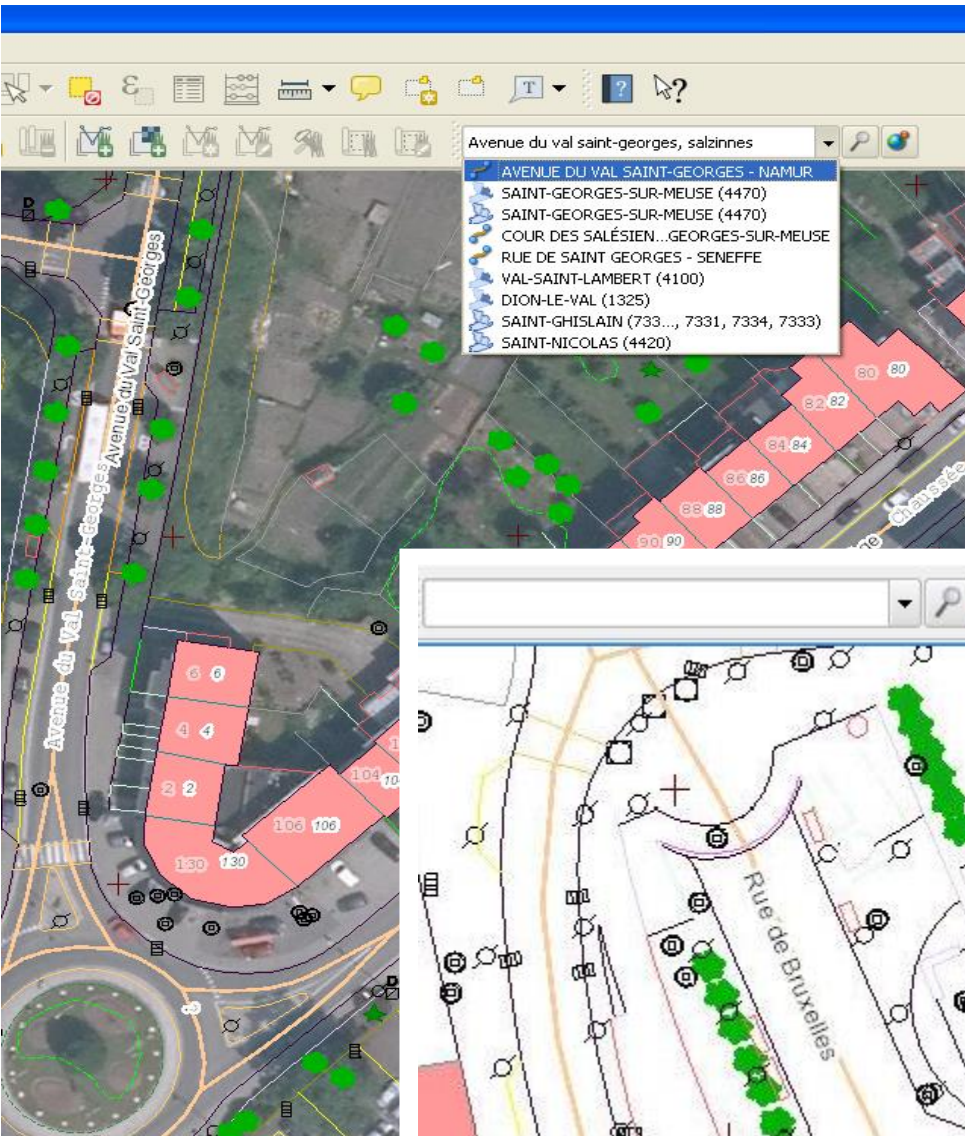 T
?
?
Avenue du val saint-georges, salzinnes
AVENUE DU VAL SAINT-GEORGES - NAMUR
SAINT-GEORGES-SUR-MEUSE (4470)
SAINT-GEORGES-SUR-MEUSE (4470)
COUR DES SALÉSIEN...GEORGES-SUR-MEUSE
RUE DE SAINT GEORGES - SENEFFE
VAL-SAINT-LAMBERT (4100)
DION-LE-VAL (1325)
SAINT-GHISLAIN (733..., 7331, 7334, 7333)
SAINT-NICOLAS (4420)
D
Avenue du Val Saint-Georges
80 80
82 82
84 84
86 86
88 88
90 90
Chaussée
Avenue du Val Saint-Georges
6 6
4 4
2 2
104
106 106
130 130
D
Rue de Bruxelles